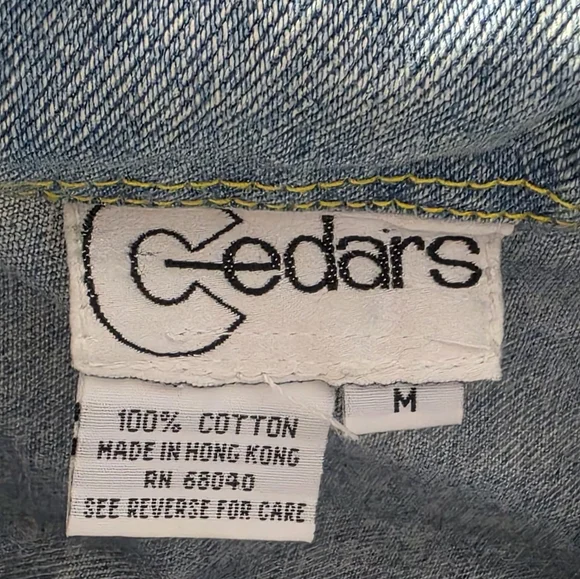 Cedars
M
100% COTTON
MADE IN HONG KONG
RN 68040
SEE REVERSE FOR CARE